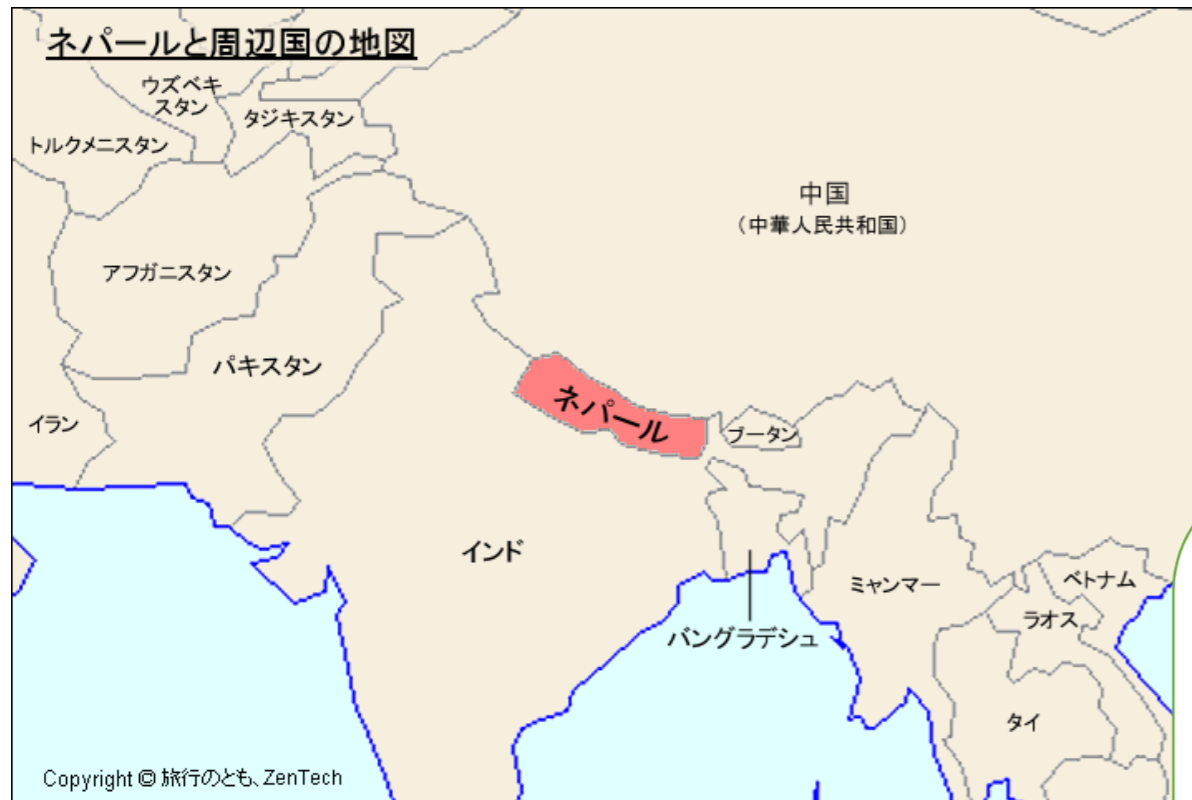 ネパールと周辺国の地図
ウズベキ
スタン
タジキスタン
トルクメニスタン
中国
（中華人民共和国）
アフガニスタン
パキスタン
ネパール
イラン
ブータン
インド
ミャンマー
ベトナム
ラオス
バングラデシュ
タイ
Copyright © 旅行のとも、ZenTech